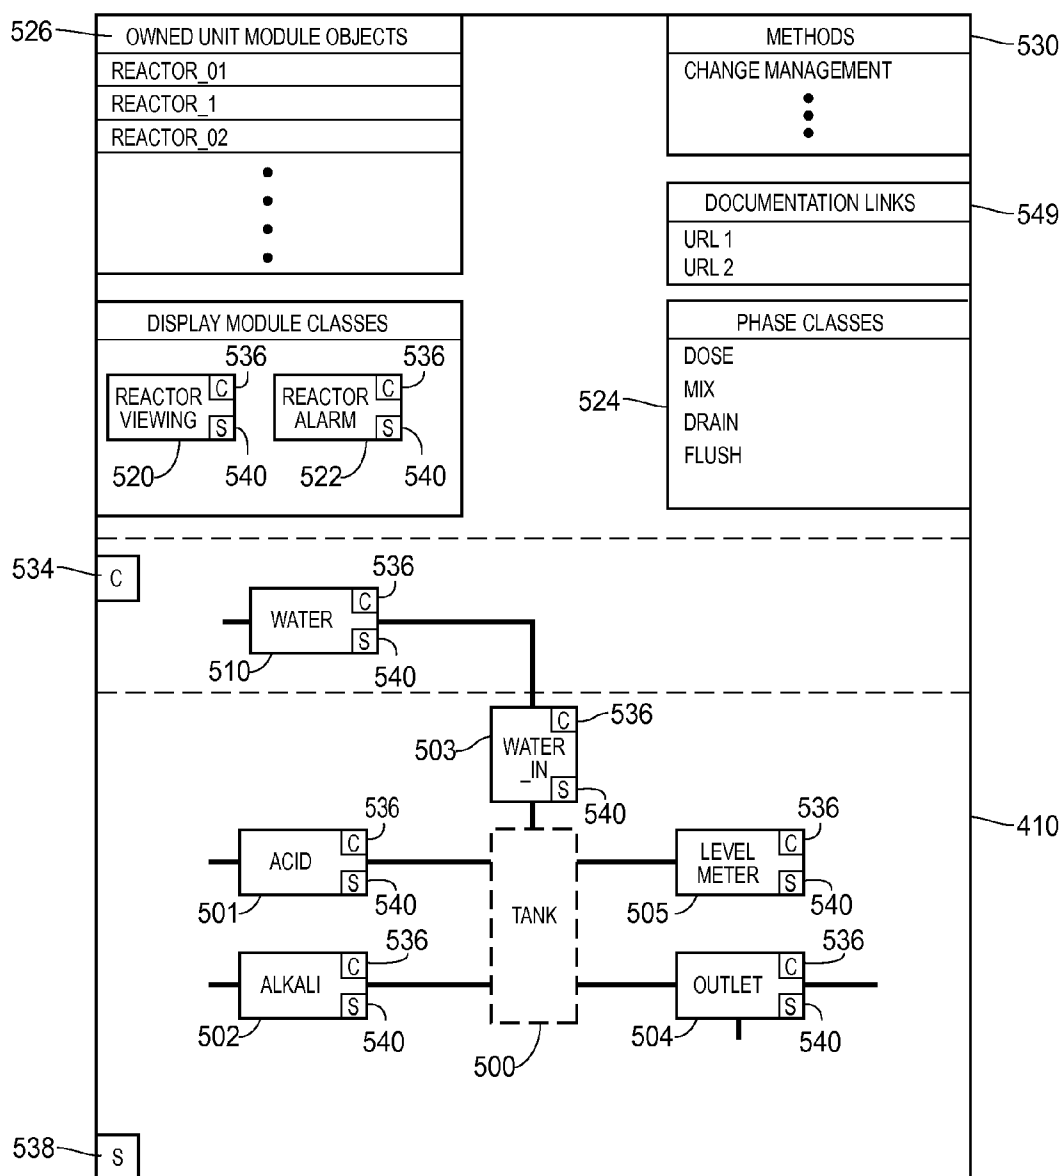 526
OWNED UNIT MODULE OBJECTS
REACTOR_01
REACTOR_1
REACTOR_02
METHODS
530
CHANGE MANAGEMENT
DOCUMENTATION LINKS
549
URL 1
URL 2
DISPLAY MODULE CLASSES
536
536
REACTOR
VIEWING
C
S
REACTOR
ALARM
C
S
520
540
522
540
PHASE CLASSES
524
DOSE
MIX
DRAIN
FLUSH
534
C
536
WATER
C
S
510
540
536
503
WATER
_IN
C
S
540
410
536
ACID
C
S
501
540
536
LEVEL
METER
C
S
505
540
TANK
500
536
ALKALI
C
S
502
540
536
OUTLET
C
S
504
540
538
S